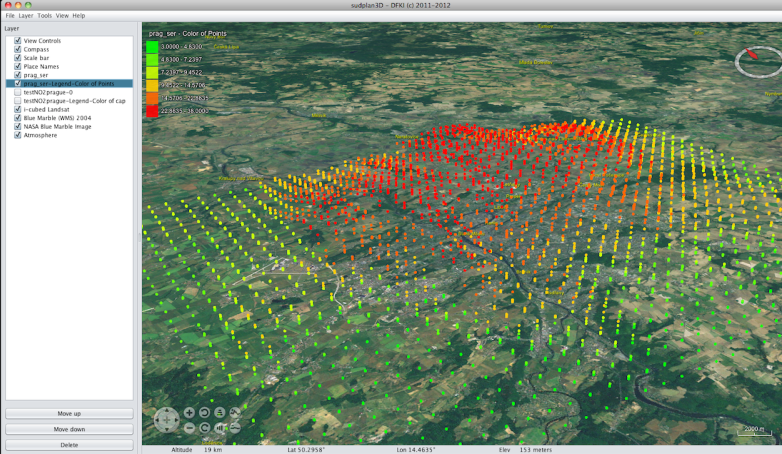 sudplan3D - DFKI (c) 2011-2012
File Layer Tools View Help
Layer
View Controls
Compass
Scale bar
Place Names
prag_ser
prag_ser-Legend-Color of Points
testNO2prague-0
testNO2prague-Legend-Color of cap
i-cubed Landsat
Blue Marble (WMS) 2004
NASA Blue Marble Image
Atmosphere
Move up
Move down
Delete
prag_ser - Color of Points
3.0000 - 4.8300
4.8300 - 7.2397
7.2397 - 9.4522
9.4522 - 14.5706
14.5706 - 22.8635
22.8635 - 38.0000
2000 m
Altitude 19 km Lat 50.2958° Lon 14.4635° Elev 153 meters